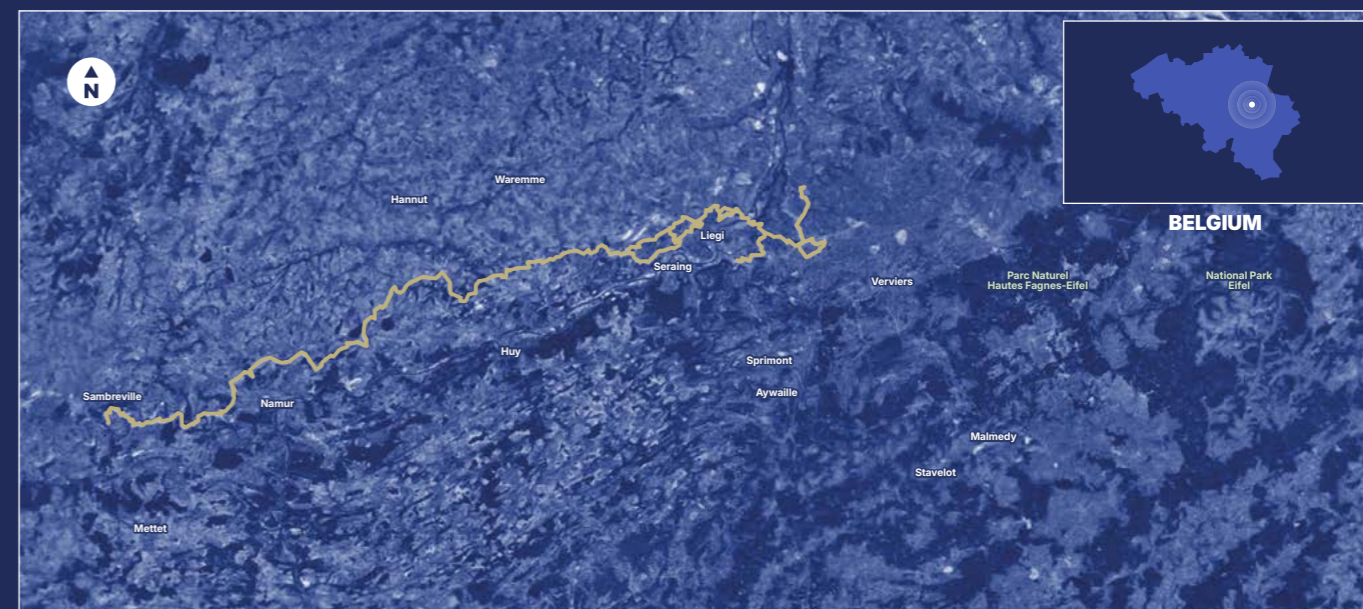 N
BELGIUM
Waremme
Hannut
Liegi
Seraing
Verviers
Parc Naturel
Hautes Fagnes-Eifel
National Park
Eifel
Huy
Sprimont
Aywaille
Sambreville
Namur
Malmedy
Stavelot
Mettet